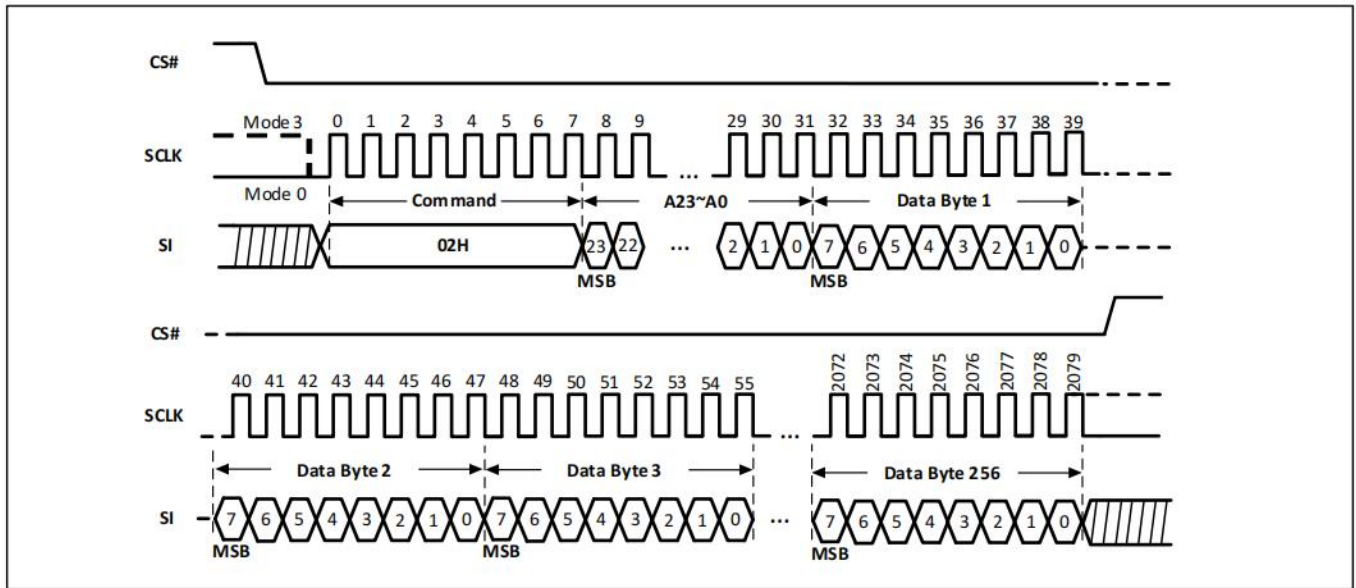 CS#
Mode 3 0 1 2 3 4 5 6 7 8 9 29 30 31 32 33 34 35 36 37 38 39
SCLK
...
Mode 0 Command A23~A0 Data Byte 1
SI 02H 23 22 ... 2 1 0 7 6 5 4 3 2 1 0
MSB MSB
CS#
40 41 42 43 44 45 46 47 48 49 50 51 52 53 54 55 2072 2073 2074 2075 2076 2077 2078 2079
SCLK
...
Data Byte 2 Data Byte 3 Data Byte 256
SI 7 6 5 4 3 2 1 0 7 6 5 4 3 2 1 0 ... 7 6 5 4 3 2 1 0
MSB MSB MSB